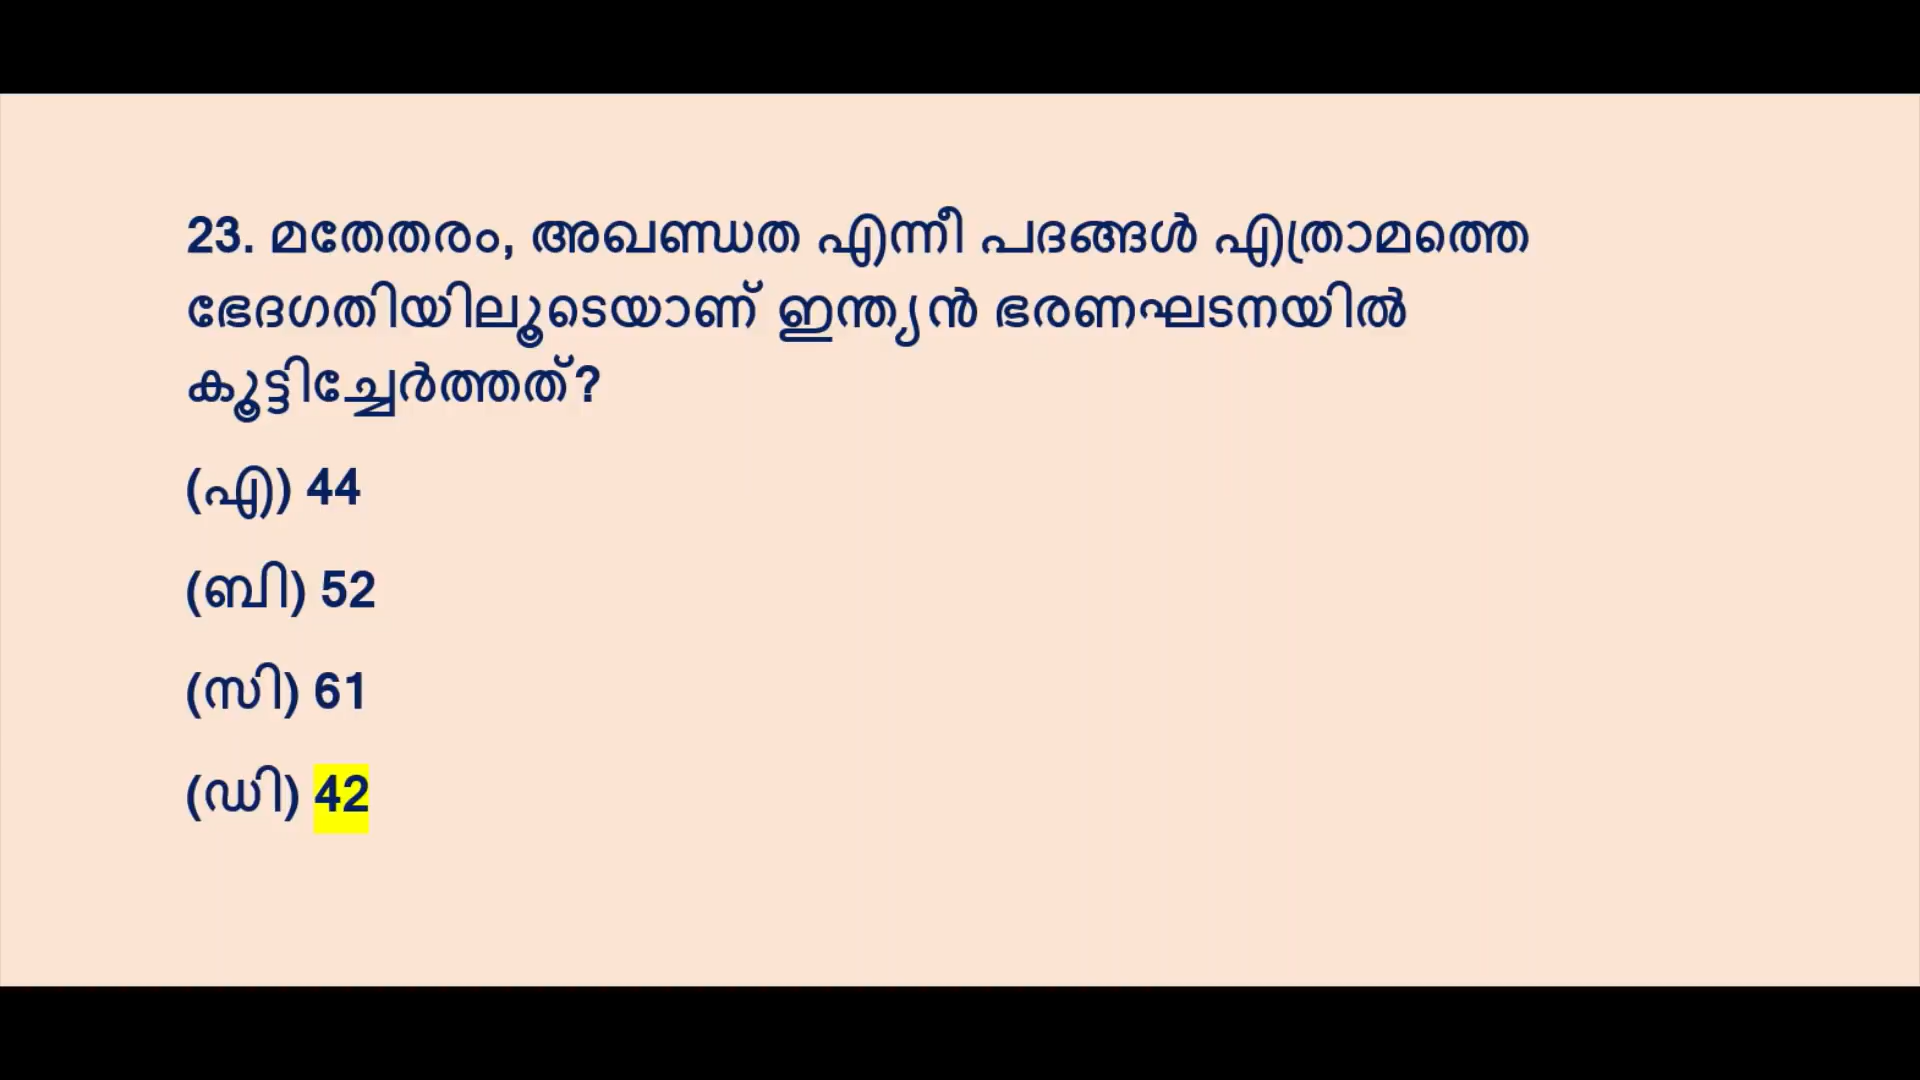 23. മതേതരം, അഖണ്ഡത എന്നീ പദങ്ങൾ എത്രാമത്തെ
ഭേദഗതിയിലൂടെയാണ് ഇന്ത്യൻ ഭരണഘടനയിൽ
കൂട്ടിച്ചേർത്തത്?
(എ) 44
(ബി) 52
(സി) 61
(ഡി) 42